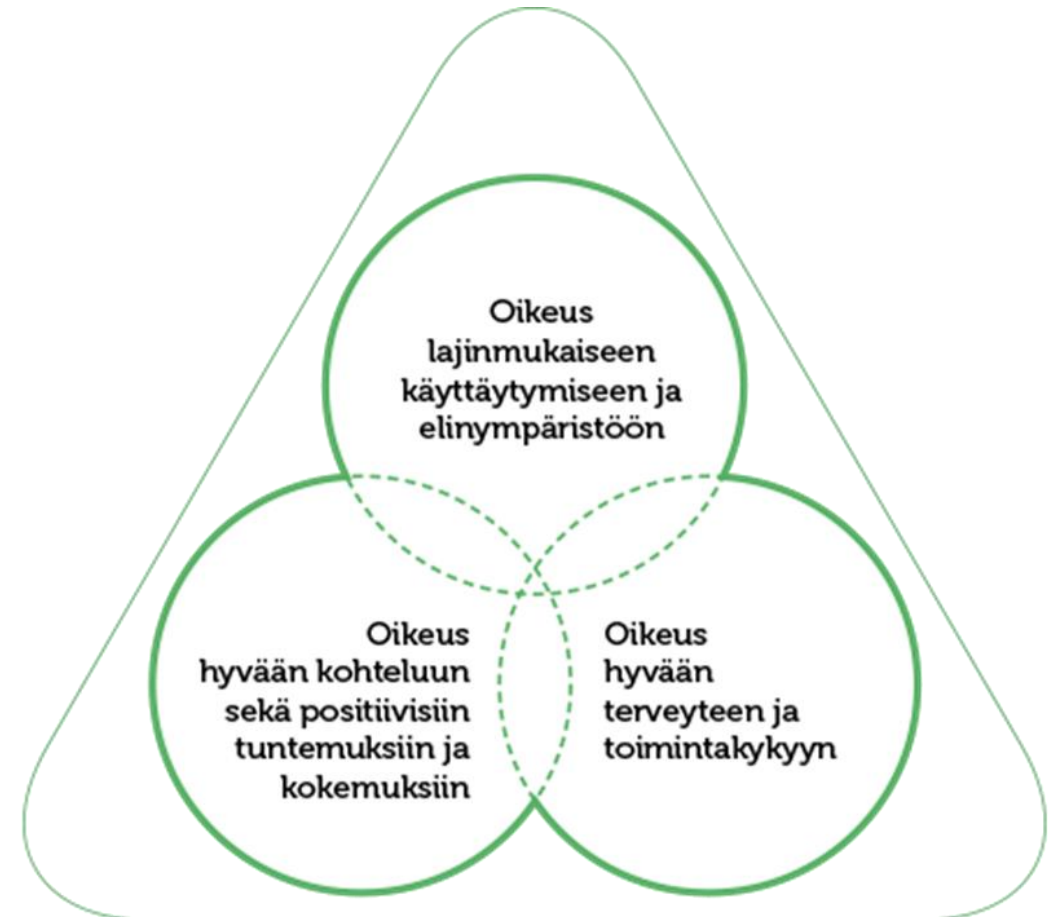 Oikeus
lajinmukaiseen
käyttäytymiseen ja
elinympäristöön
Oikeus
hyvään kohteluun
sekä positiivisiin
tuntemuksiin ja
kokemuksiin
Oikeus
hyvään
terveyteen ja
toimintakykyyn